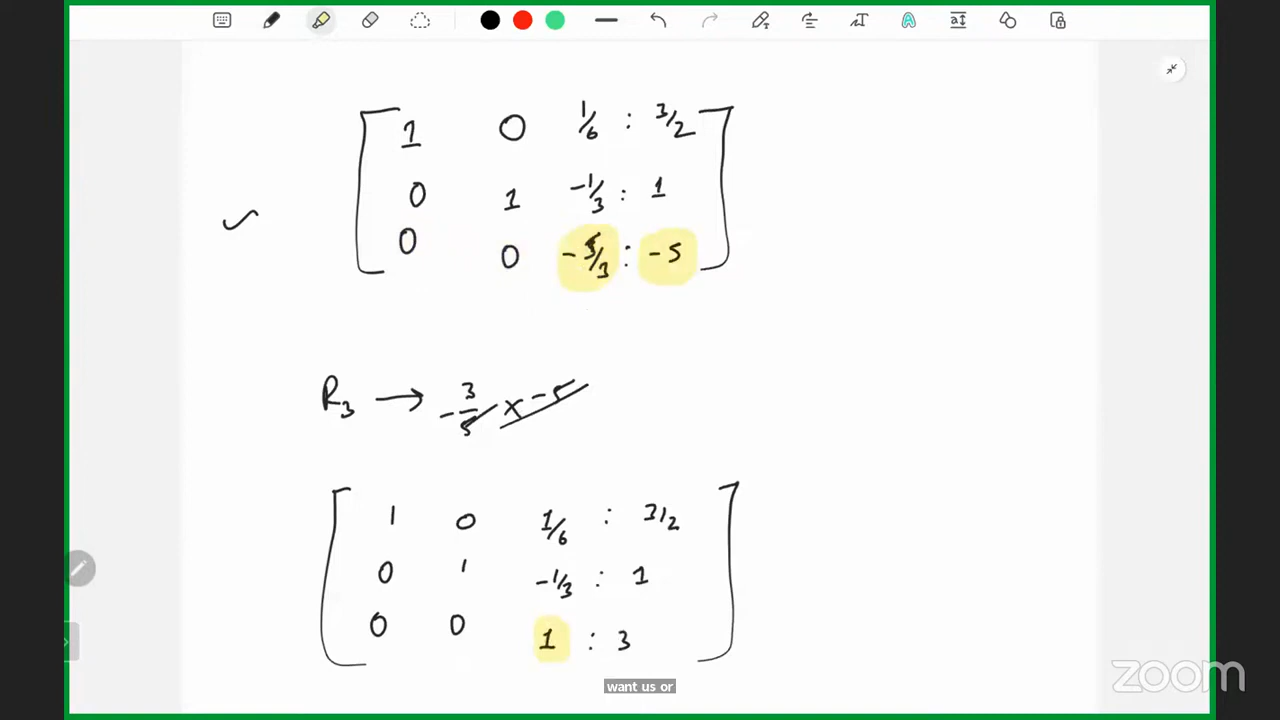 1 0 1/6 : 3/2
0 1 -1/3 : 1
~ 0 0 -5/3 : -5
R3 → -3/5 x -5
1 0 1/6 : 3/2
0 1 -1/3 : 1
0 0 1 : 3
want us or
zoom